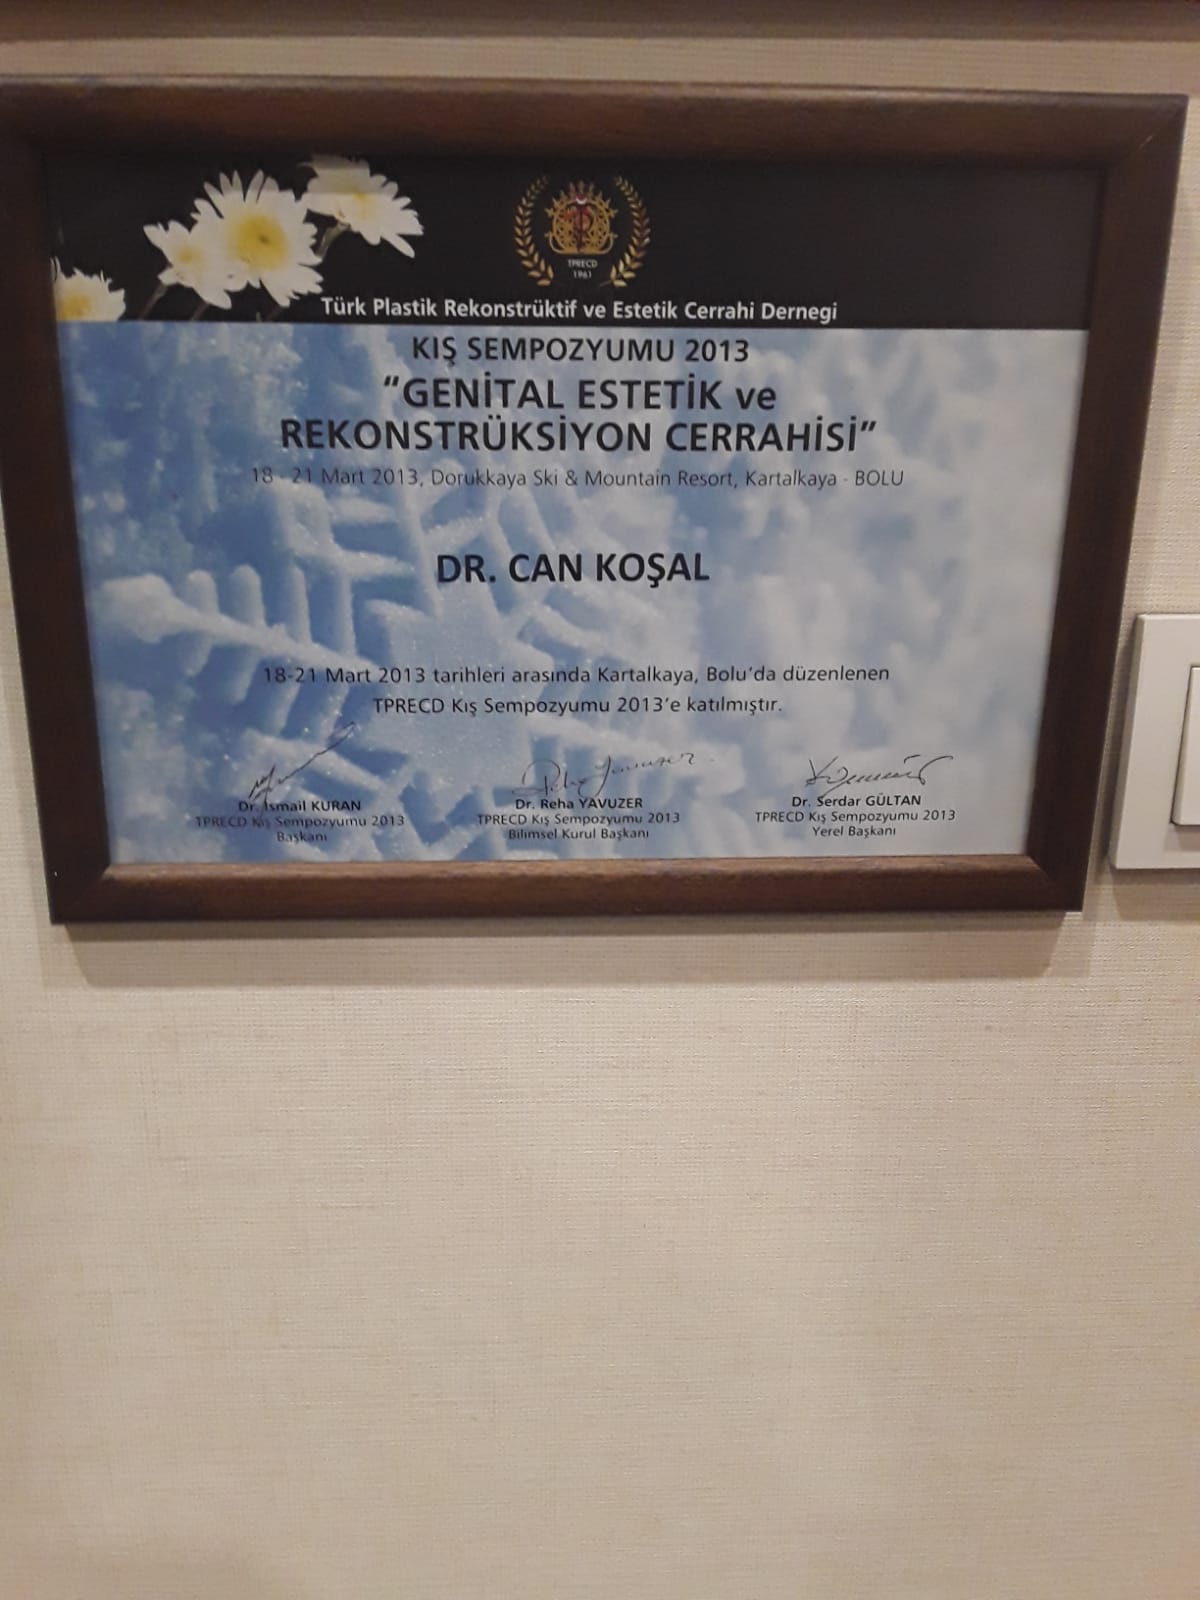 TPRECD
1961
Türk Plastik Rekonstrüktif ve Estetik Cerrahi Dernegi
KIŞ SEMPOZYUMU 2013
"GENİTAL ESTETİK ve
REKONSTRÜKSİYON CERRAHİSİ"
18 - 21 Mart 2013, Dorukkaya Ski & Mountain Resort, Kartalkaya - BOLU
DR. CAN KOŞAL
18-21 Mart 2013 tarihleri arasında Kartalkaya, Bolu'da düzenlenen
TPRECD Kış Sempozyumu 2013'e katılmıştır.
Dr. İsmail KURAN
TPRECD Kış Sempozyumu 2013
Başkanı
Dr. Reha YAVUZER
TPRECD Kış Sempozyumu 2013
Bilimsel Kurul Başkanı
Dr. Serdar GÜLTAN
TPRECD Kış Sempozyumu 2013
Yerel Başkanı